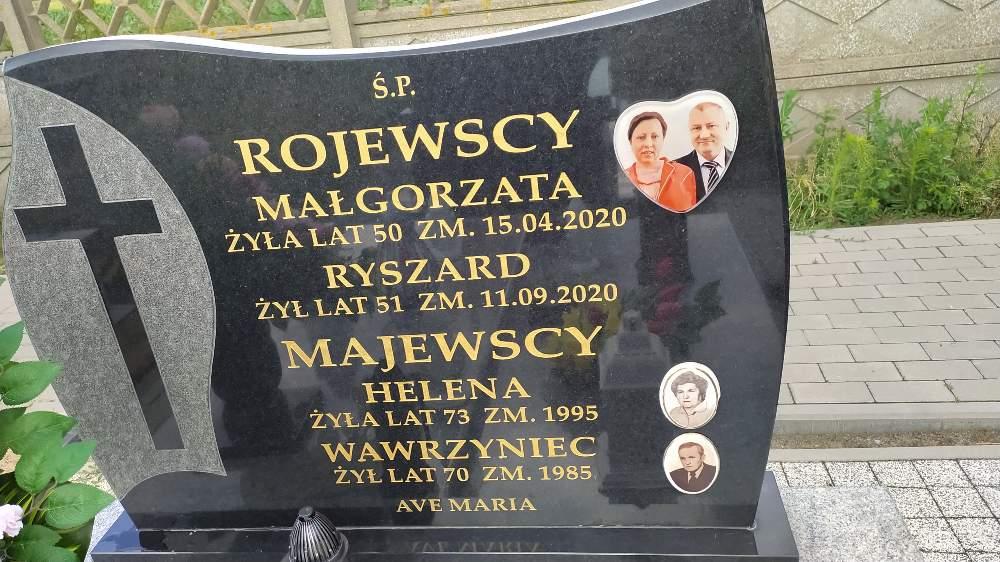 Ś.P.
ROJEWSCY
MAŁGORZATA
ŻYŁA LAT 50 ZM. 15.04.2020
RYSZARD
ŻYŁ LAT 51 ZM. 11.09.2020
MAJEWSCY
HELENA
ŻYŁA LAT 73 ZM. 1995
WAWRZYNIEC
ŻYŁ LAT 70 ZM. 1985
AVE MARIA